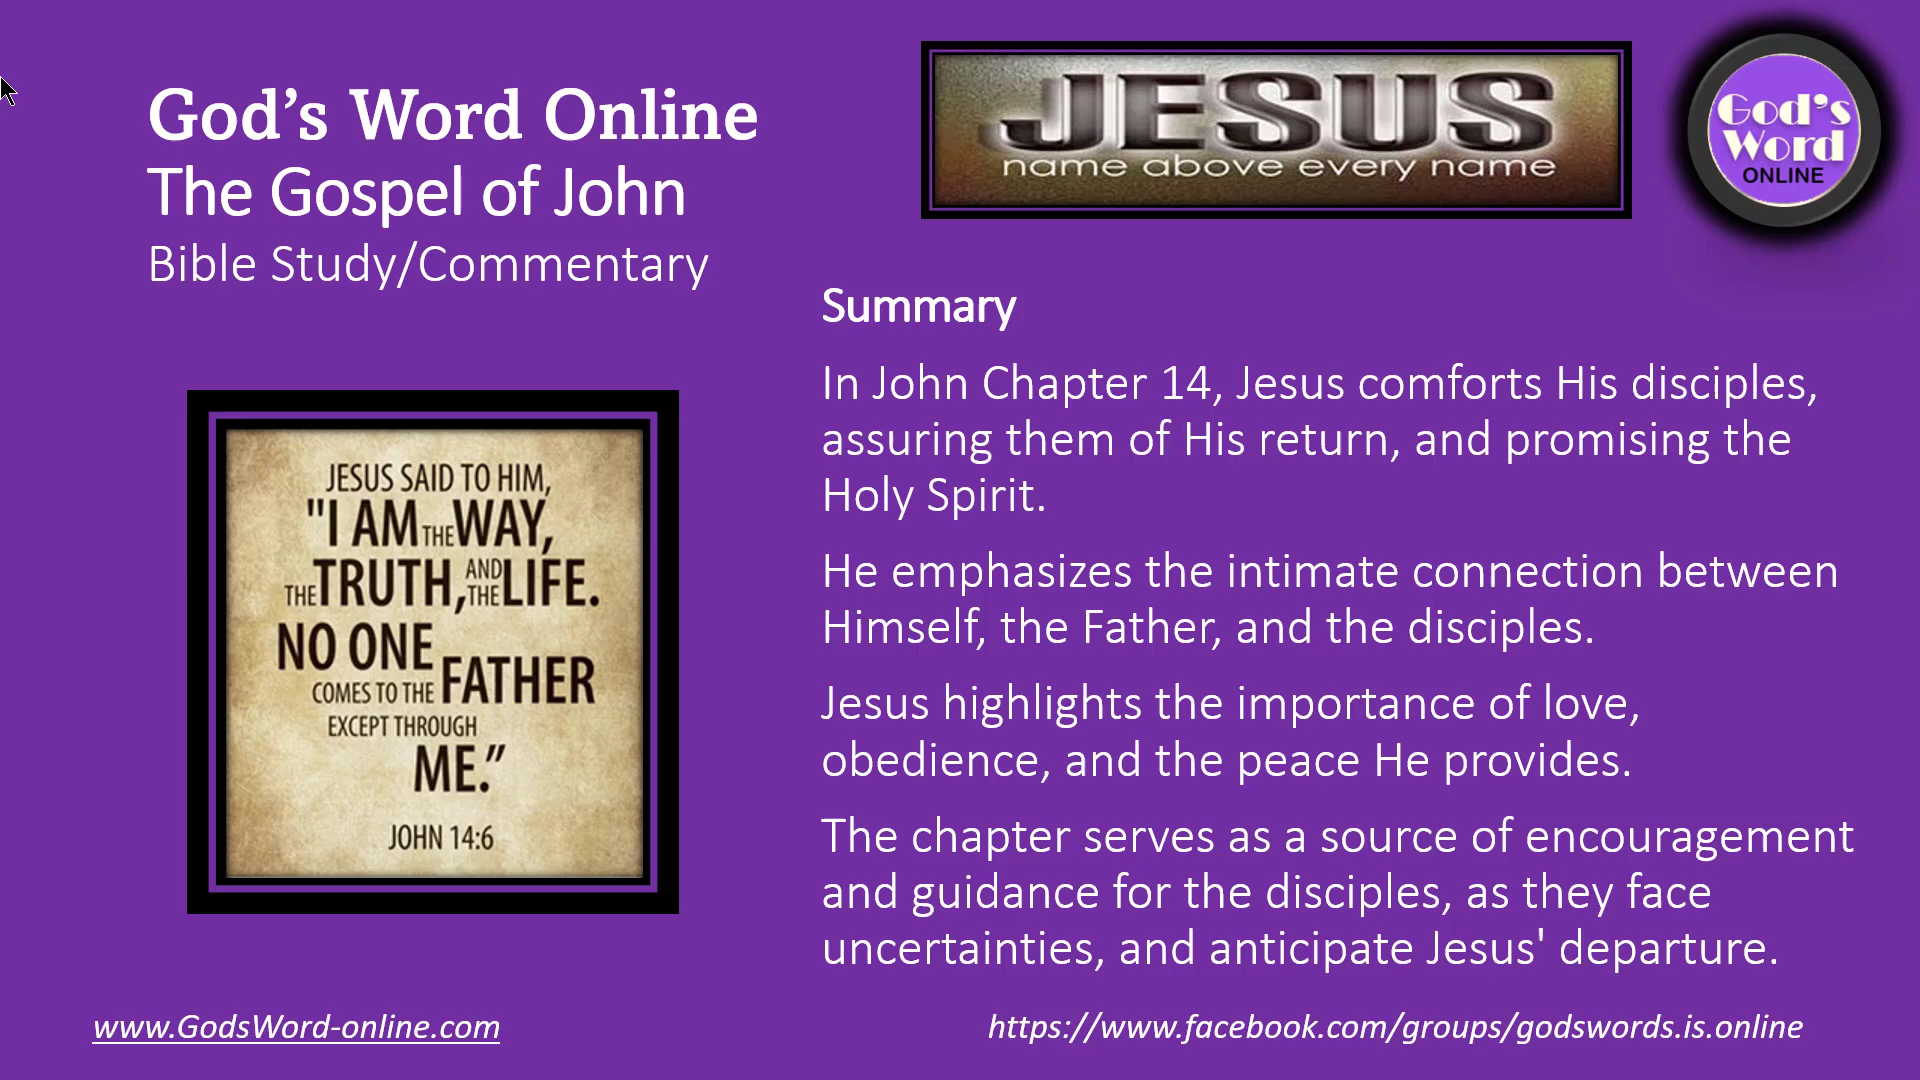 God's Word Online
The Gospel of John
Bible Study/Commentary
JESUS
name above every name
God's
Word
ONLINE
JESUS SAID TO HIM,
"I AM THE WAY,
THE TRUTH, AND THE LIFE.
NO ONE
COMES TO THE FATHER
EXCEPT THROUGH
ME.”
JOHN 14:6
Summary
In John Chapter 14, Jesus comforts His disciples,
assuring them of His return, and promising the
Holy Spirit.
He emphasizes the intimate connection between
Himself, the Father, and the disciples.
Jesus highlights the importance of love,
obedience, and the peace He provides.
The chapter serves as a source of encouragement
and guidance for the disciples, as they face
uncertainties, and anticipate Jesus' departure.
www.GodsWord-online.com
https://www.facebook.com/groups/godswords.is.online